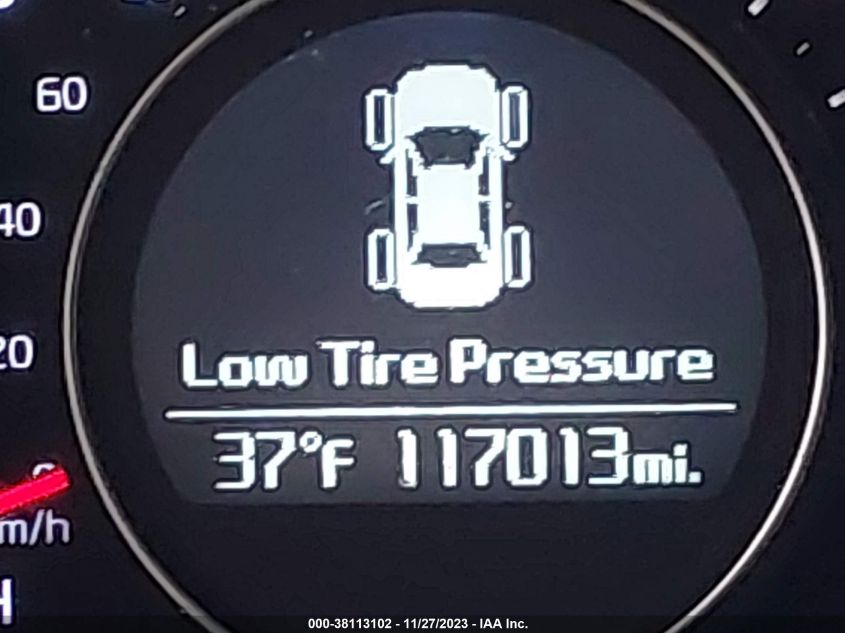 60
40
20
Low Tire Pressure
37°F 117013mi.
m/h
H
000-38113102 - 11/27/2023 - IAA Inc.